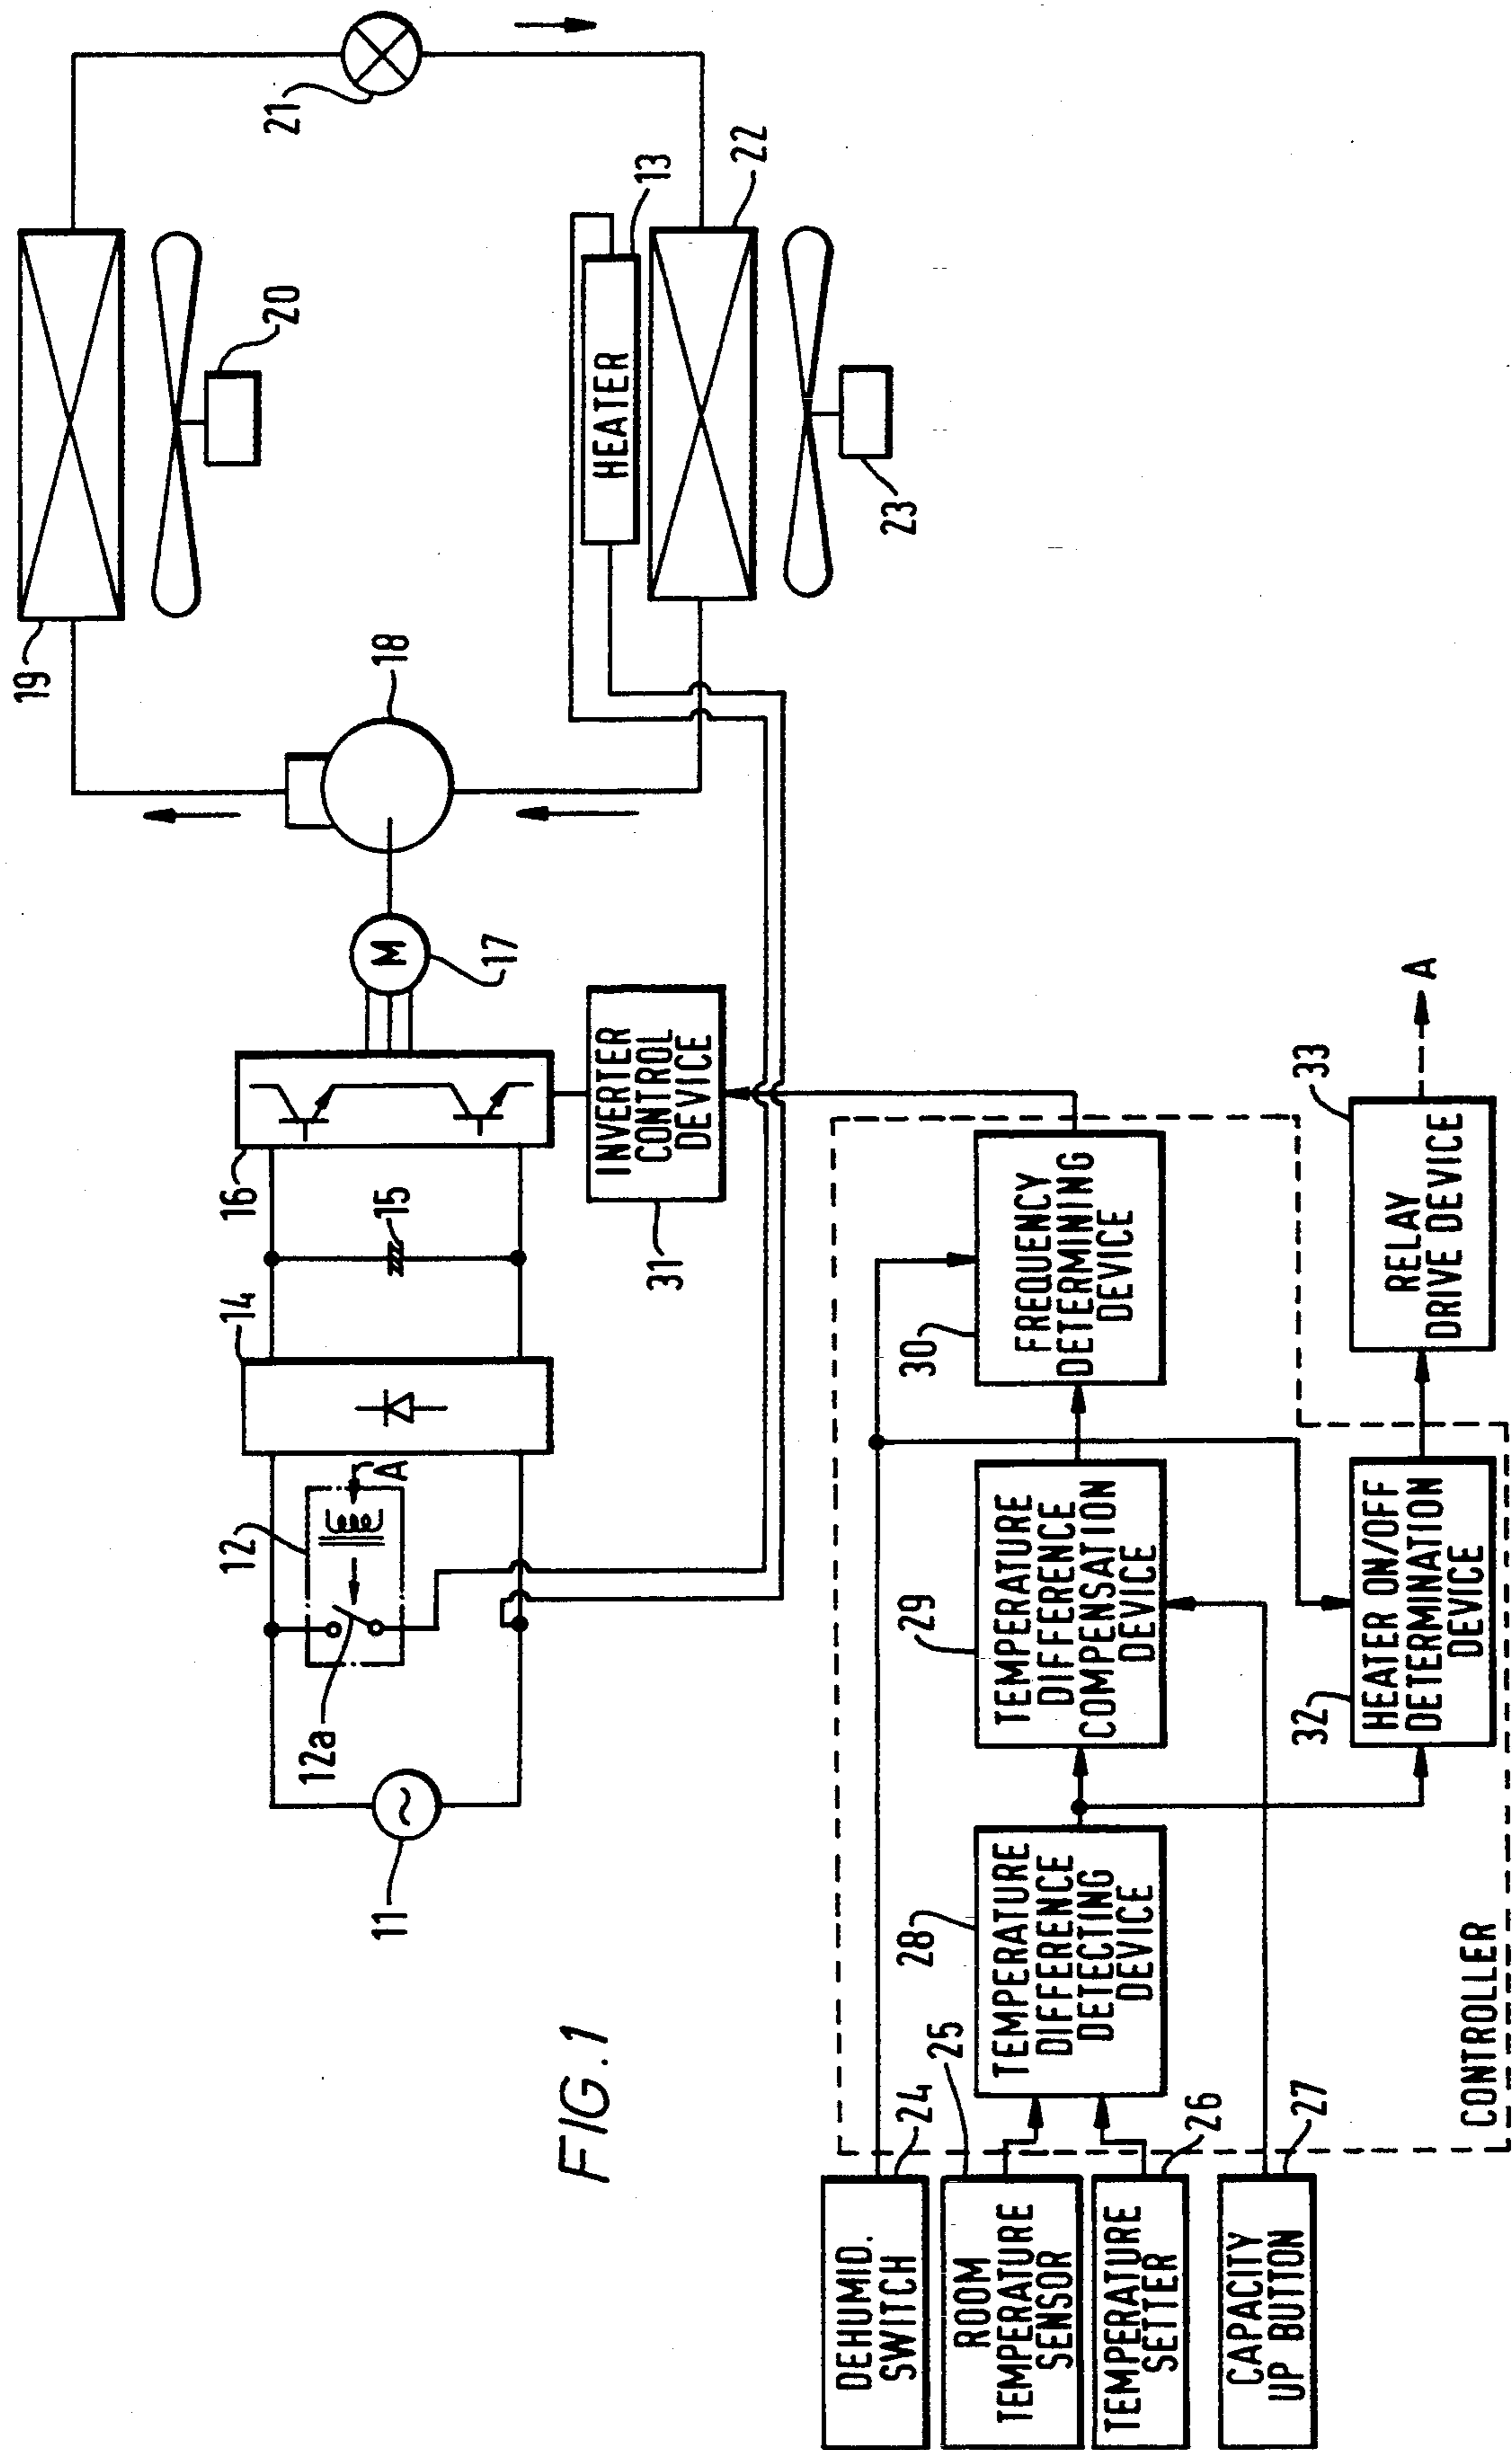 FIG.1
11
12
12a
A
14
15
16
M
17
18
19
20
21
HEATER
13
22
23
INVERTER
CONTROL
DEVICE
31
DEHUMID.
SWITCH
24
ROOM
TEMPERATURE
SENSOR
25
TEMPERATURE
SETTER
26
CAPACITY
UP BUTTON
27
CONTROLLER
TEMPERATURE
DIFFERENCE
DETECTING
DEVICE
28
TEMPERATURE
DIFFERENCE
COMPENSATION
DEVICE
29
FREQUENCY
DETERMINING
DEVICE
30
HEATER ON/OFF
DETERMINATION
DEVICE
32
RELAY
DRIVE DEVICE
33
A